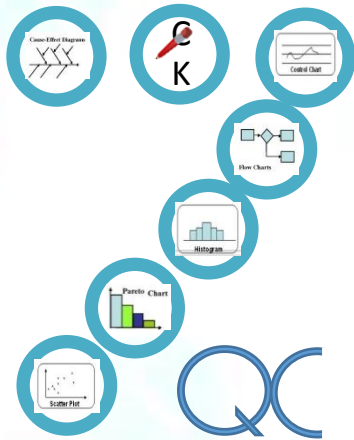 Cause-Effect Diagrams
C
K
Control Chart
Flow Charts
Histogram
Pareto Chart
Scatter Plot
QC